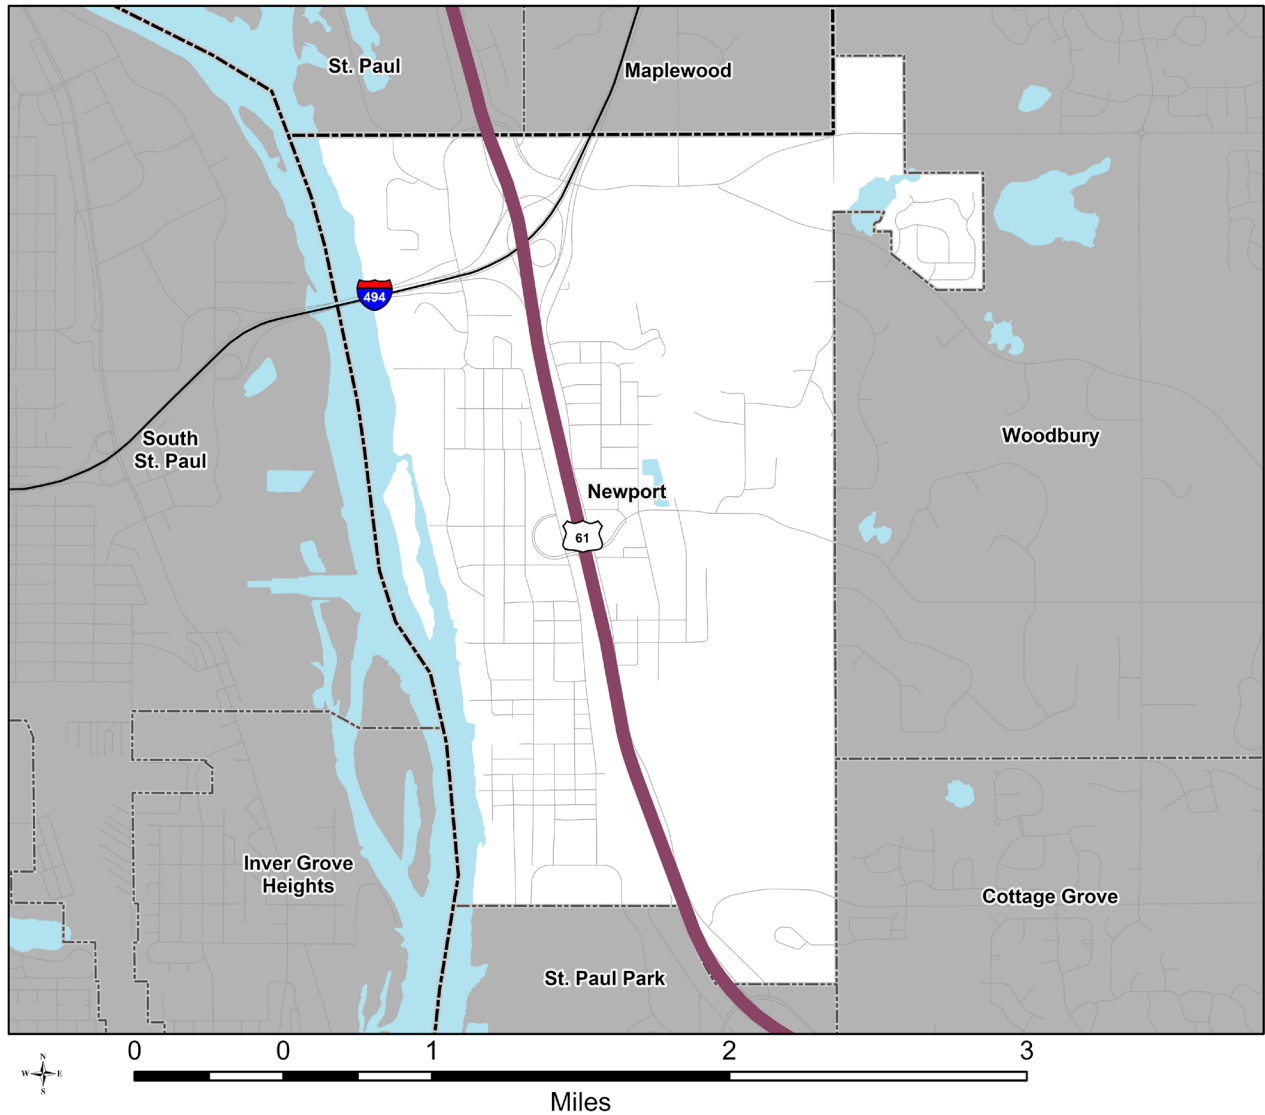 St. Paul
Maplewood
494
South
St. Paul
Woodbury
Newport
61
Inver Grove
Heights
Cottage Grove
St. Paul Park
0 0 1 2 3
Miles
N
W E
S